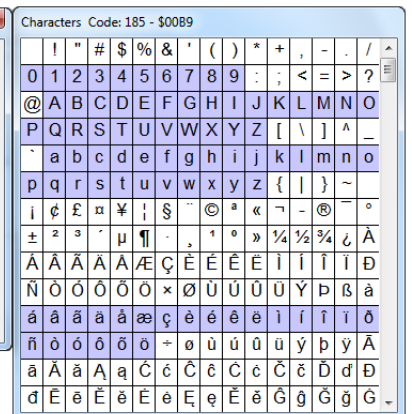 Characters Code: 185 - $00B9
! " # $ % & ' ( ) * + , - . /
0 1 2 3 4 5 6 7 8 9 : ; < = > ?
@ A B C D E F G H I J K L M N O
P Q R S T U V W X Y Z [ \ ] ^ _
` a b c d e f g h i j k l m n o
p q r s t u v w x y z { | } ~
¡ ¢ £ ¤ ¥ ¦ § ¨ © ª « ¬ - ® ¯ °
± ² ³ ´ µ ¶ · ¸ ¹ º » ¼ ½ ¾ ¿ À
Á Â Ã Ä Å Æ Ç È É Ê Ë Ì Í Î Ï Ð
Ñ Ò Ó Ô Õ Ö × Ø Ù Ú Û Ü Ý Þ ß à
á â ã ä å æ ç è é ê ë ì í î ï ð
ñ ò ó ô õ ö ÷ ø ù ú û ü ý þ ÿ Ā
ā Ă ă Ą ą Ć ć Ĉ ĉ Ċ ċ Č č Ď ď Đ
đ Ē ē Ĕ ĕ Ė ė Ę ę Ě ě Ĝ ĝ Ğ ğ Ġ